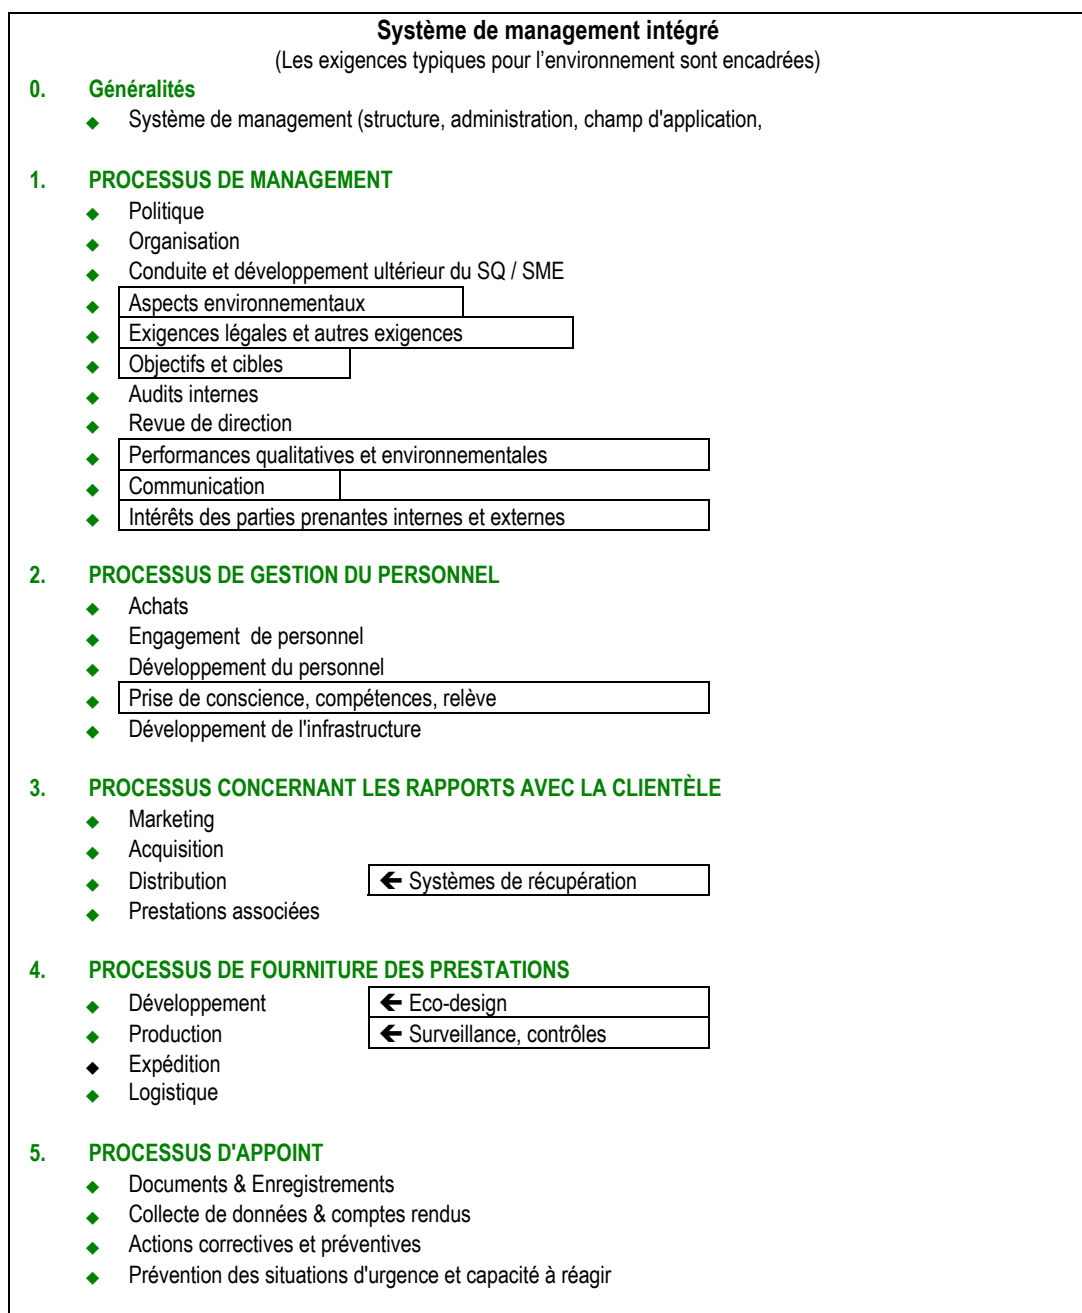 Système de management intégré
(Les exigences typiques pour l'environnement sont encadrées)
0. Généralités
◆ Système de management (structure, administration, champ d'application,
1. PROCESSUS DE MANAGEMENT
◆ Politique
◆ Organisation
◆ Conduite et développement ultérieur du SQ / SME
◆ Aspects environnementaux
◆ Exigences légales et autres exigences
◆ Objectifs et cibles
◆ Audits internes
◆ Revue de direction
◆ Performances qualitatives et environnementales
◆ Communication
◆ Intérêts des parties prenantes internes et externes
2. PROCESSUS DE GESTION DU PERSONNEL
◆ Achats
◆ Engagement de personnel
◆ Développement du personnel
◆ Prise de conscience, compétences, relève
◆ Développement de l'infrastructure
3. PROCESSUS CONCERNANT LES RAPPORTS AVEC LA CLIENTÈLE
◆ Marketing
◆ Acquisition
◆ Distribution ← Systèmes de récupération
◆ Prestations associées
4. PROCESSUS DE FOURNITURE DES PRESTATIONS
◆ Développement ← Eco-design
◆ Production ← Surveillance, contrôles
◆ Expédition
◆ Logistique
5. PROCESSUS D'APPOINT
◆ Documents & Enregistrements
◆ Collecte de données & comptes rendus
◆ Actions correctives et préventives
◆ Prévention des situations d'urgence et capacité à réagir